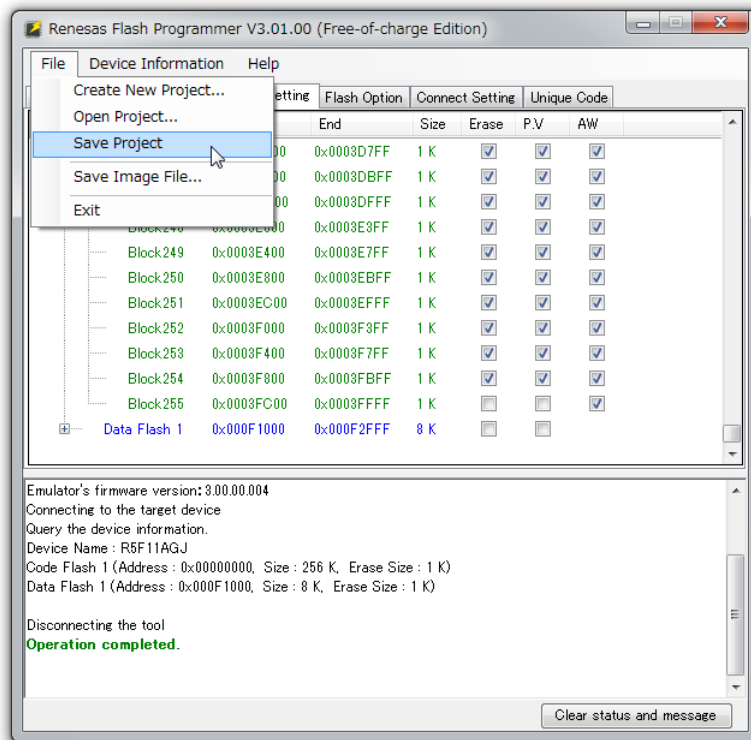 Renesas Flash Programmer V3.01.00 (Free-of-charge Edition)
File Device Information Help
Create New Project...
Open Project...
Save Project
Save Image File...
Exit
etting Flash Option Connect Setting Unique Code
End Size Erase P.V AW
00 0x0003D7FF 1 K
0x0003DBFF 1 K
00 0x0003DFFF 1 K
0x0003E3FF 1 K
Block249 0x0003E400 0x0003E7FF 1 K
Block250 0x0003E800 0x0003EBFF 1 K
Block251 0x0003EC00 0x0003EFFF 1 K
Block252 0x0003F000 0x0003F3FF 1 K
Block253 0x0003F400 0x0003F7FF 1 K
Block254 0x0003F800 0x0003FBFF 1 K
Block255 0x0003FC00 0x0003FFFF 1 K
Data Flash 1 0x000F1000 0x000F2FFF 8 K
Emulator's firmware version: 3.00.00.004
Connecting to the target device
Query the device information.
Device Name : R5F11AGJ
Code Flash 1 (Address : 0x00000000, Size : 256 K, Erase Size : 1 K)
Data Flash 1 (Address : 0x000F1000, Size : 8 K, Erase Size : 1 K)
Disconnecting the tool
Operation completed.
Clear status and message